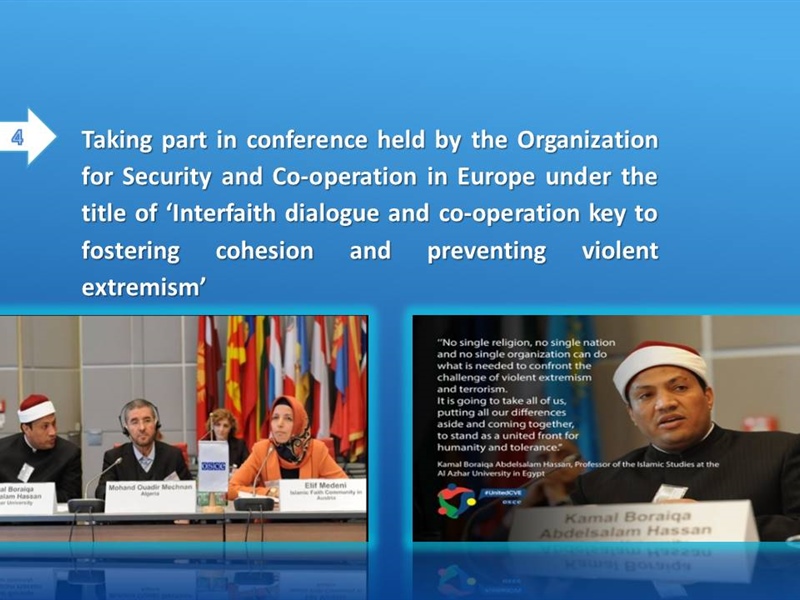 4
Taking part in conference held by the Organization
for Security and Co-operation in Europe under the
title of ‘Interfaith dialogue and co-operation key to
fostering cohesion and preventing violent
extremism’
al Boraiqa
lam Hassan
ar University
Mohand Ouadir Mechnan
Algeria
OSCE
Elif Medeni
Islamic Faith Community in
Austria
“No single religion, no single nation
and no single organization can do
what is needed to confront the
challenge of violent extremism
and terrorism.
It is going to take all of us,
putting all our differences
aside and coming together,
to stand as a united front for
humanity and tolerance.”
Kamal Boraiqa Abdelsalam Hassan, Professor of the Islamic Studies at the
Al Azhar University in Egypt
#UnitedCVE
OSCE
Kamal Boraiqa
Abdelsalam Hassan